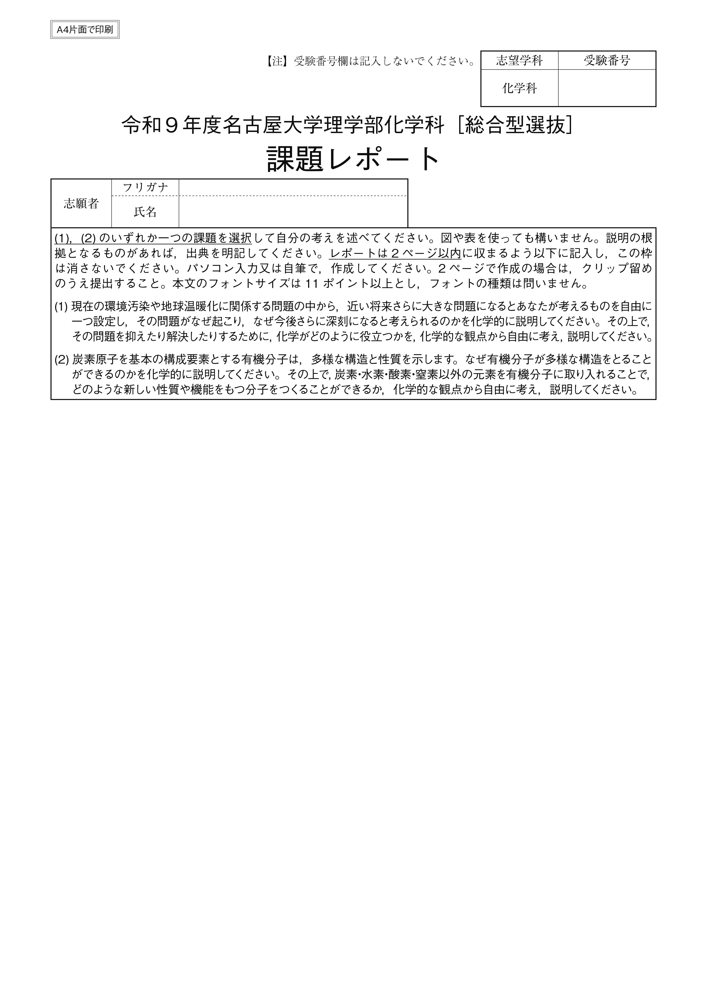 A4片面で印刷
【注】受験番号欄は記入しないでください。
志望学科 受験番号
化学科
令和９年度名古屋大学理学部化学科［総合型選抜］
課題レポート
フリガナ
志願者
氏名
(1)，(2) のいずれか一つの課題を選択して自分の考えを述べてください。図や表を使っても構いません。説明の根
拠となるものがあれば，出典を明記してください。レポートは 2 ページ以内に収まるよう以下に記入し，この枠
は消さないでください。パソコン入力又は自筆で，作成してください。2 ページで作成の場合は，クリップ留め
のうえ提出すること。本文のフォントサイズは 11 ポイント以上とし，フォントの種類は問いません。
(1) 現在の環境汚染や地球温暖化に関係する問題の中から，近い将来さらに大きな問題になるとあなたが考えるものを自由に
一つ設定し，その問題がなぜ起こり，なぜ今後さらに深刻になると考えられるのかを化学的に説明してください。その上で，
その問題を抑えたり解決したりするために，化学がどのように役立つかを，化学的な観点から自由に考え，説明してください。
(2) 炭素原子を基本の構成要素とする有機分子は，多様な構造と性質を示します。なぜ有機分子が多様な構造をとること
ができるのかを化学的に説明してください。その上で，炭素・水素・酸素・窒素以外の元素を有機分子に取り入れることで，
どのような新しい性質や機能をもつ分子をつくることができるか，化学的な観点から自由に考え，説明してください。